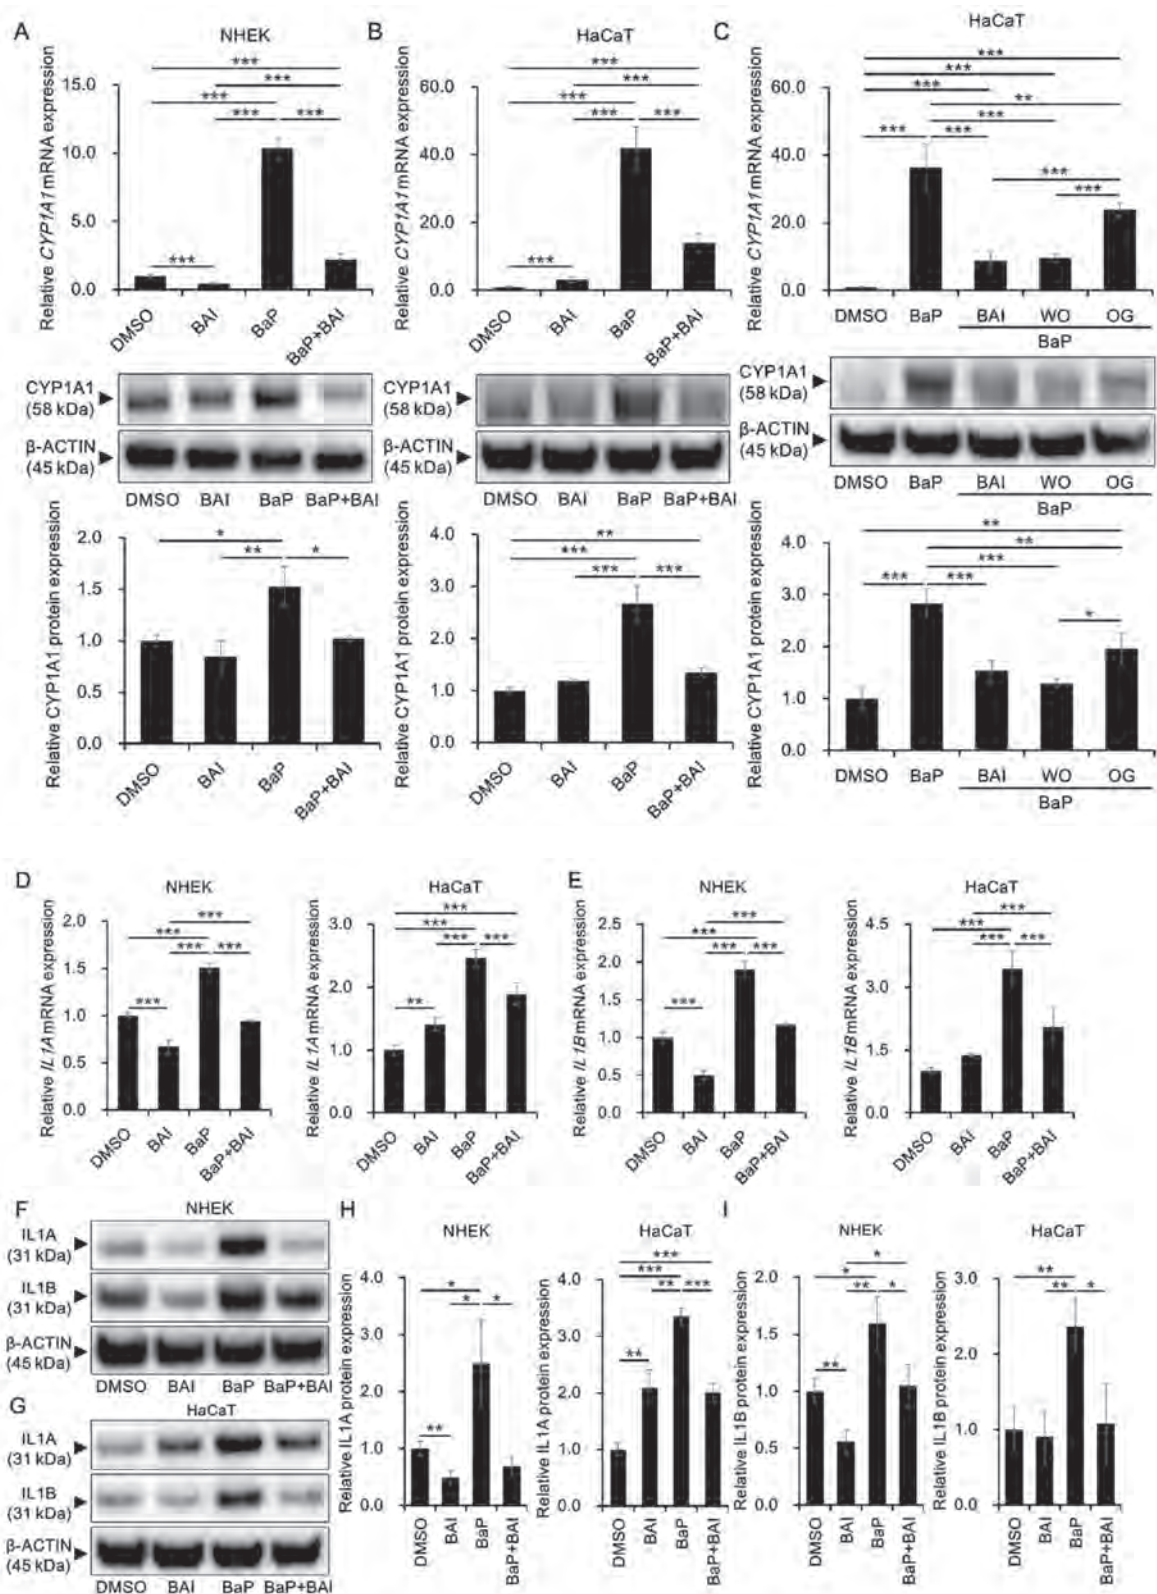 A
NHEK
Relative CYP1A1 mRNA expression
15.0
10.0
5.0
0.0
***
***
***
*** ***
***
DMSO BAI BaP BaP+BAI
CYP1A1
(58 kDa)
β-ACTIN
(45 kDa)
DMSO BAI BaP BaP+BAI
Relative CYP1A1 protein expression
2.0
1.5
1.0
0.5
0.0
*
** *
DMSO BAI BaP BaP+BAI
B
HaCaT
Relative CYP1A1 mRNA expression
60.0
40.0
20.0
0.0
***
***
***
*** ***
***
DMSO BAI BaP BaP+BAI
CYP1A1
(58 kDa)
β-ACTIN
(45 kDa)
DMSO BAI BaP BaP+BAI
Relative CYP1A1 protein expression
4.0
3.0
2.0
1.0
0.0
**
***
*** ***
DMSO BAI BaP BaP+BAI
C
HaCaT
Relative CYP1A1 mRNA expression
60.0
40.0
20.0
0.0
***
***
***
**
***
*** ***
***
***
DMSO BaP BAI WO OG
BaP
CYP1A1
(58 kDa)
β-ACTIN
(45 kDa)
DMSO BaP BAI WO OG
BaP
Relative CYP1A1 protein expression
4.0
3.0
2.0
1.0
0.0
**
**
***
*** ***
*
DMSO BaP BAI WO OG
BaP
D
NHEK
Relative IL1A mRNA expression
2.0
1.5
1.0
0.5
0.0
***
***
*** ***
***
DMSO BAI BaP BaP+BAI
HaCaT
Relative IL1A mRNA expression
3.0
2.0
1.0
0.0
***
***
*** ***
**
DMSO BAI BaP BaP+BAI
E
NHEK
Relative IL1B mRNA expression
2.5
2.0
1.5
1.0
0.5
0.0
***
***
*** ***
***
DMSO BAI BaP BaP+BAI
HaCaT
Relative IL1B mRNA expression
4.5
3.0
1.5
0.0
***
***
*** ***
DMSO BAI BaP BaP+BAI
F
NHEK
IL1A
(31 kDa)
IL1B
(31 kDa)
β-ACTIN
(45 kDa)
DMSO BAI BaP BaP+BAI
G
HaCaT
IL1A
(31 kDa)
IL1B
(31 kDa)
β-ACTIN
(45 kDa)
DMSO BAI BaP BaP+BAI
H
NHEK
Relative IL1A protein expression
4.0
3.0
2.0
1.0
0.0
*
* *
**
DMSO BAI BaP BaP+BAI
HaCaT
Relative IL1A protein expression
4.0
3.0
2.0
1.0
0.0
***
***
** ***
**
DMSO BAI BaP BaP+BAI
I
NHEK
Relative IL1B protein expression
2.0
1.5
1.0
0.5
0.0
*
*
** *
**
DMSO BAI BaP BaP+BAI
HaCaT
Relative IL1B protein expression
3.0
2.0
1.0
0.0
**
** *
DMSO BAI BaP BaP+BAI